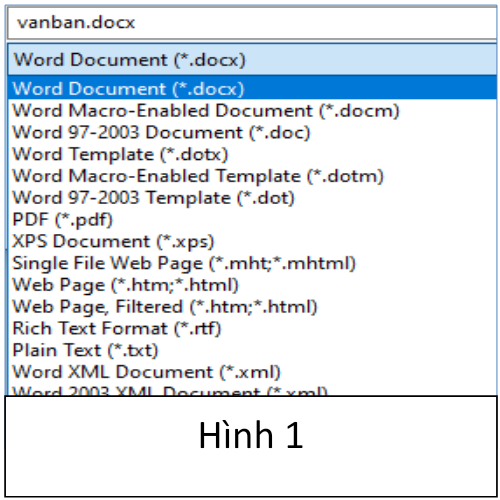 vanban.docx
Word Document (*.docx)
Word Document (*.docx)
Word Macro-Enabled Document (*.docm)
Word 97-2003 Document (*.doc)
Word Template (*.dotx)
Word Macro-Enabled Template (*.dotm)
Word 97-2003 Template (*.dot)
PDF (*.pdf)
XPS Document (*.xps)
Single File Web Page (*.mht;*.mhtml)
Web Page (*.htm;*.html)
Web Page, Filtered (*.htm;*.html)
Rich Text Format (*.rtf)
Plain Text (*.txt)
Word XML Document (*.xml)
Word 2003 XML Document (*.xml)
Hình 1